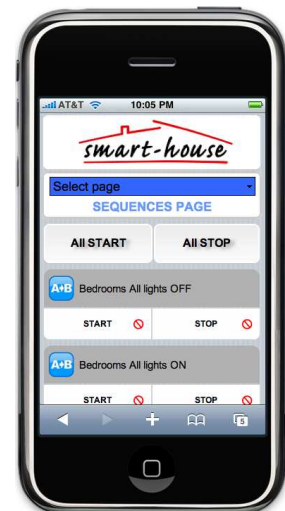 AT&T 10:05 PM
smart-house
Select page
SEQUENCES PAGE
All START All STOP
A+B Bedrooms All lights OFF
START STOP
A+B Bedrooms All lights ON
START STOP
5